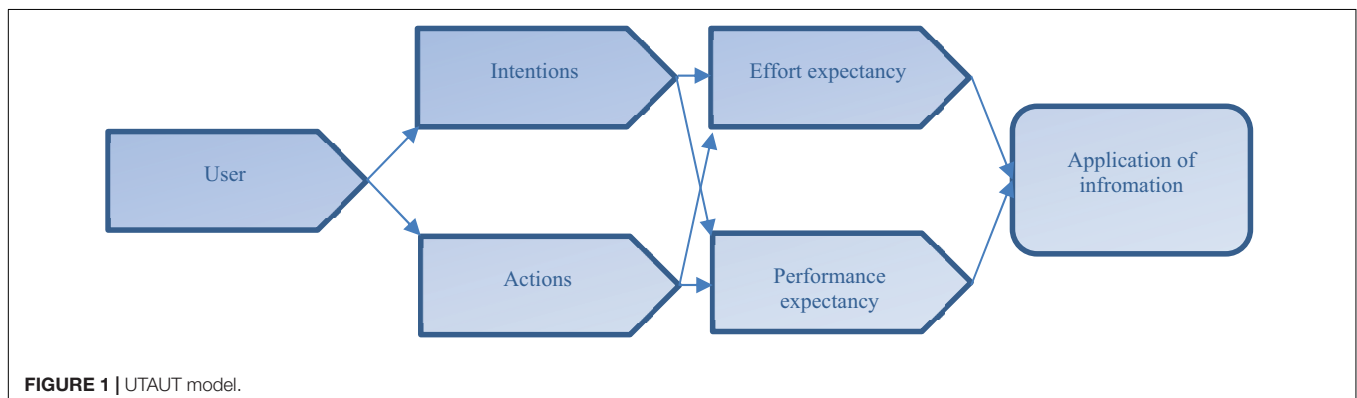 User
Intentions
Actions
Effort expectancy
Performance
expectancy
Application of
infromation
FIGURE 1 | UTAUT model.